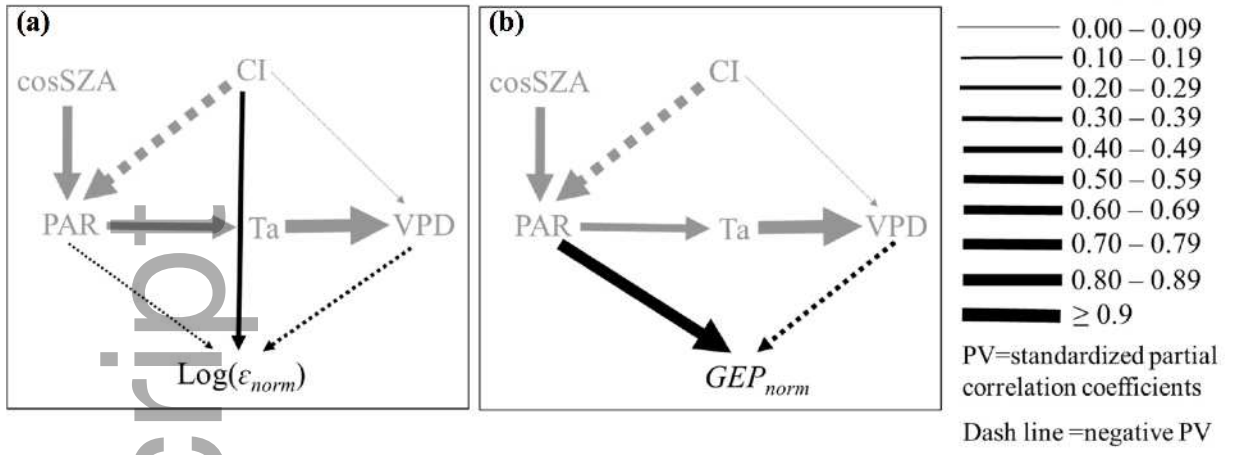 (a)
CI
cosSZA
PAR
Ta
VPD
Log(εnorm)
(b)
CI
cosSZA
PAR
Ta
VPD
GEPnorm
0.00 – 0.09
0.10 – 0.19
0.20 – 0.29
0.30 – 0.39
0.40 – 0.49
0.50 – 0.59
0.60 – 0.69
0.70 – 0.79
0.80 – 0.89
≥ 0.9
PV=standardized partial
correlation coefficients
Dash line =negative PV